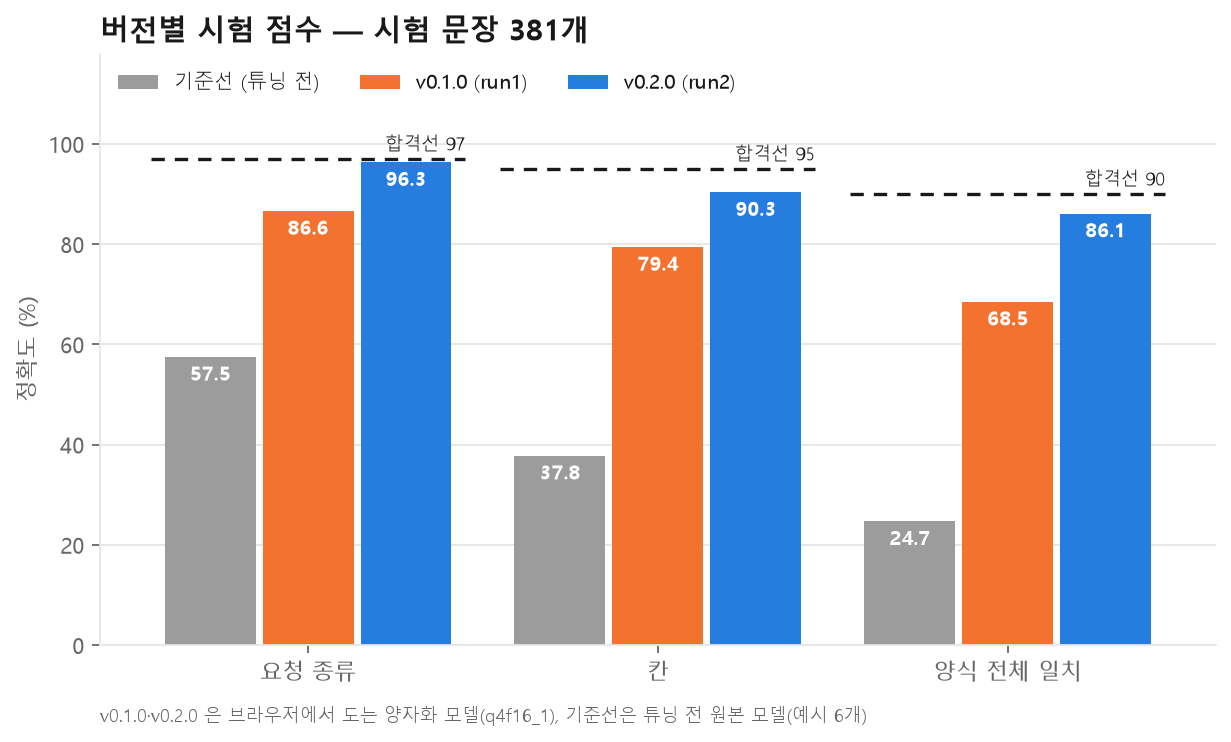 버전별 시험 점수 — 시험 문장 381개
기준선 (튜닝 전) v0.1.0 (run1) v0.2.0 (run2)
합격선 97
합격선 95
합격선 90
100
80
60
40
20
0
정확도 (%)
57.5 86.6 96.3
37.8 79.4 90.3
24.7 68.5 86.1
요청 종류 칸 양식 전체 일치
v0.1.0·v0.2.0 은 브라우저에서 도는 양자화 모델(q4f16_1), 기준선은 튜닝 전 원본 모델(예시 6개)